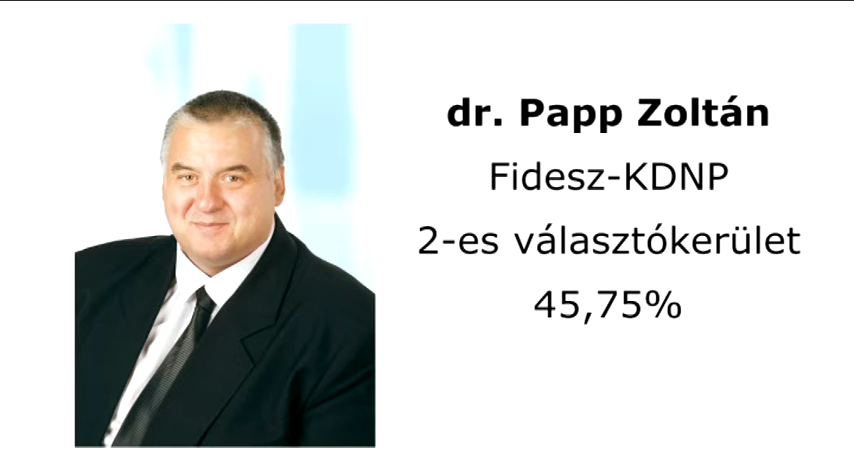 dr. Papp Zoltán
Fidesz-KDNP
2-es választókerület
45,75%